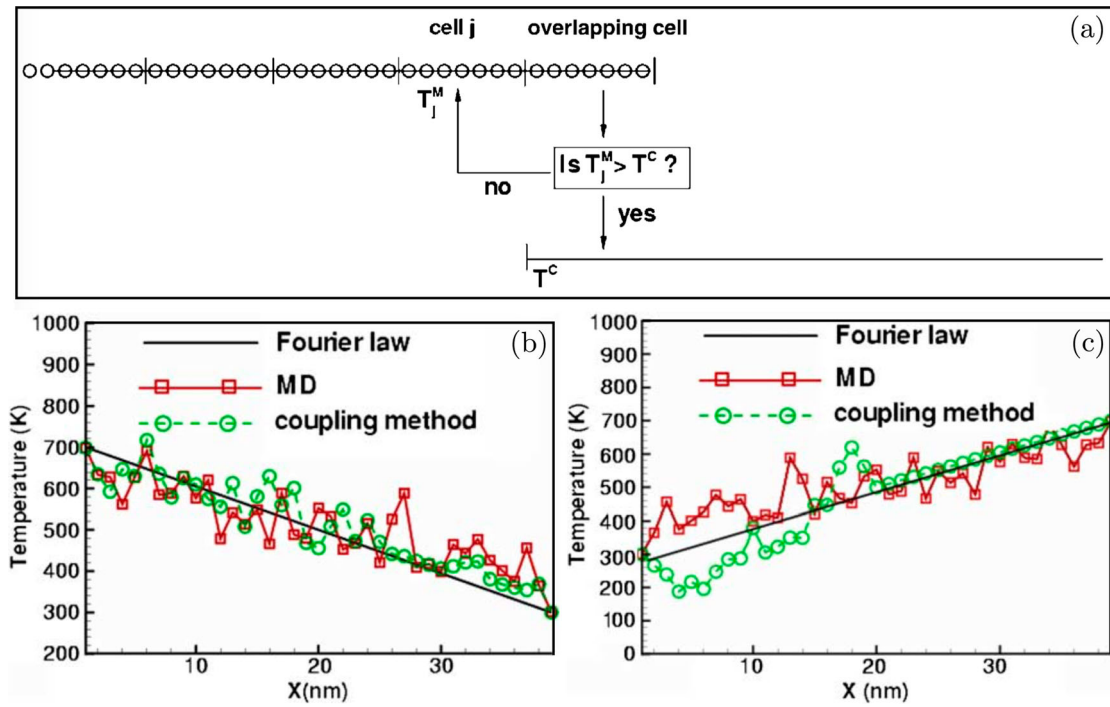 cell j overlapping cell (a)
T_j^M
Is T_j^M > T^C ?
no
yes
T^C
1000 (b)
Fourier law
900
MD
800
coupling method
700
600
500
400
300
200
10 20 30
Temperature (K)
X(nm)
1000 (c)
Fourier law
900
MD
800
coupling method
700
600
500
400
300
200
100
0
10 20 30
Temperature (K)
X (nm)